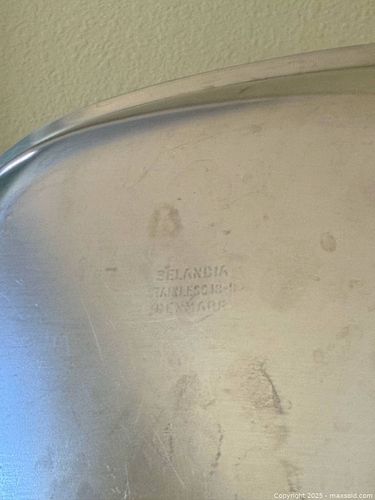 SELANDIA
STAINLESS 18-8
DENMARK
Copyright 2025 - maxsold.com